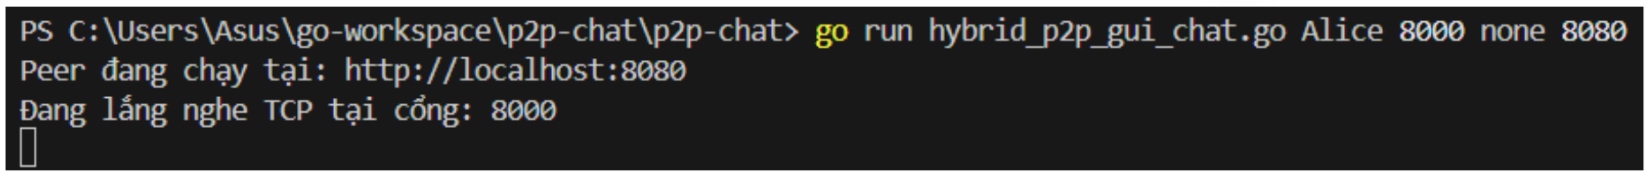 PS C:\Users\Asus\go-workspace\p2p-chat\p2p-chat> go run hybrid_p2p_gui_chat.go Alice 8000 none 8080
Peer đang chạy tại: http://localhost:8080
Đang lắng nghe TCP tại cổng: 8000